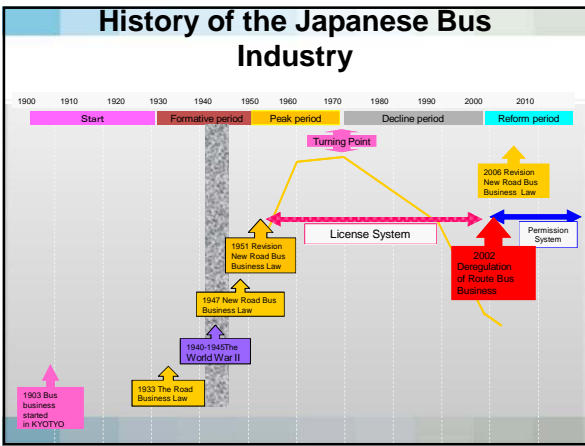 History of the Japanese Bus
Industry
1900 1910 1920 1930 1940 1950 1960 1970 1980 1990 2000 2010
Start Formative period Peak period Decline period Reform period
Turning Point
2006 Revision
New Road Bus
Business Law
License System
Permission
System
1951 Revision
New Road Bus
Business Law
2002
Deregulation
of Route Bus
Business
1947 New Road Bus
Business Law
1940-1945The
World War II
1933 The Road
Business Law
1903 Bus
business
started
in KYOTYO